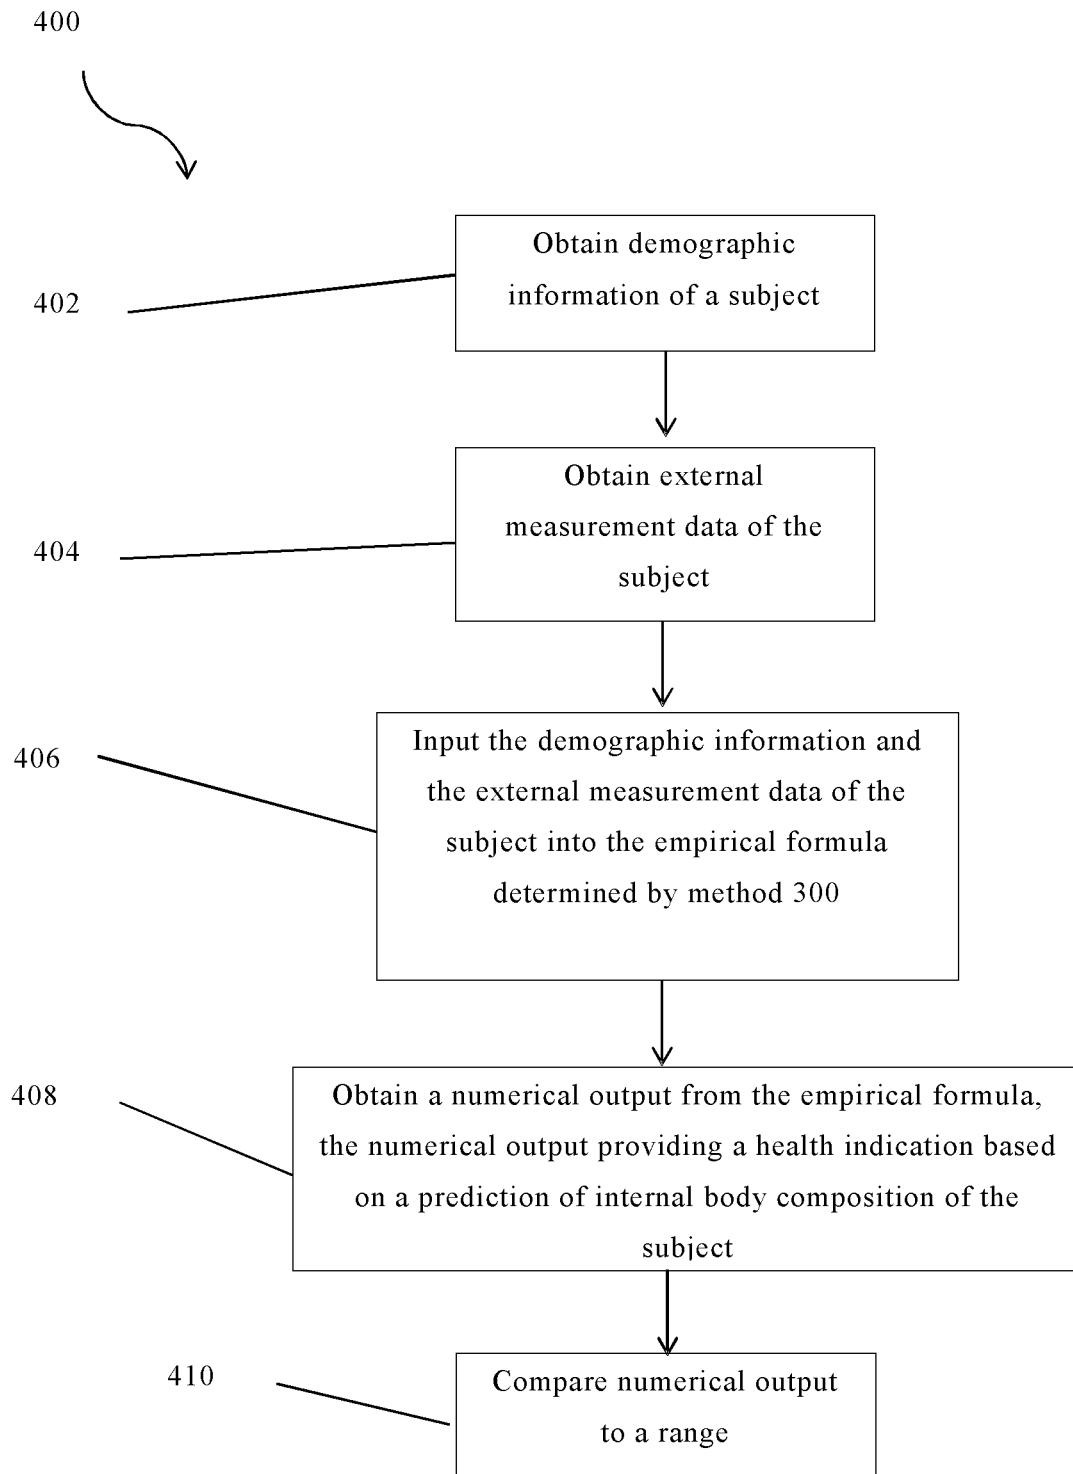 400
402
Obtain demographic
information of a subject
404
Obtain external
measurement data of the
subject
406
Input the demographic information and
the external measurement data of the
subject into the empirical formula
determined by method 300
408
Obtain a numerical output from the empirical formula,
the numerical output providing a health indication based
on a prediction of internal body composition of the
subject
410
Compare numerical output
to a range